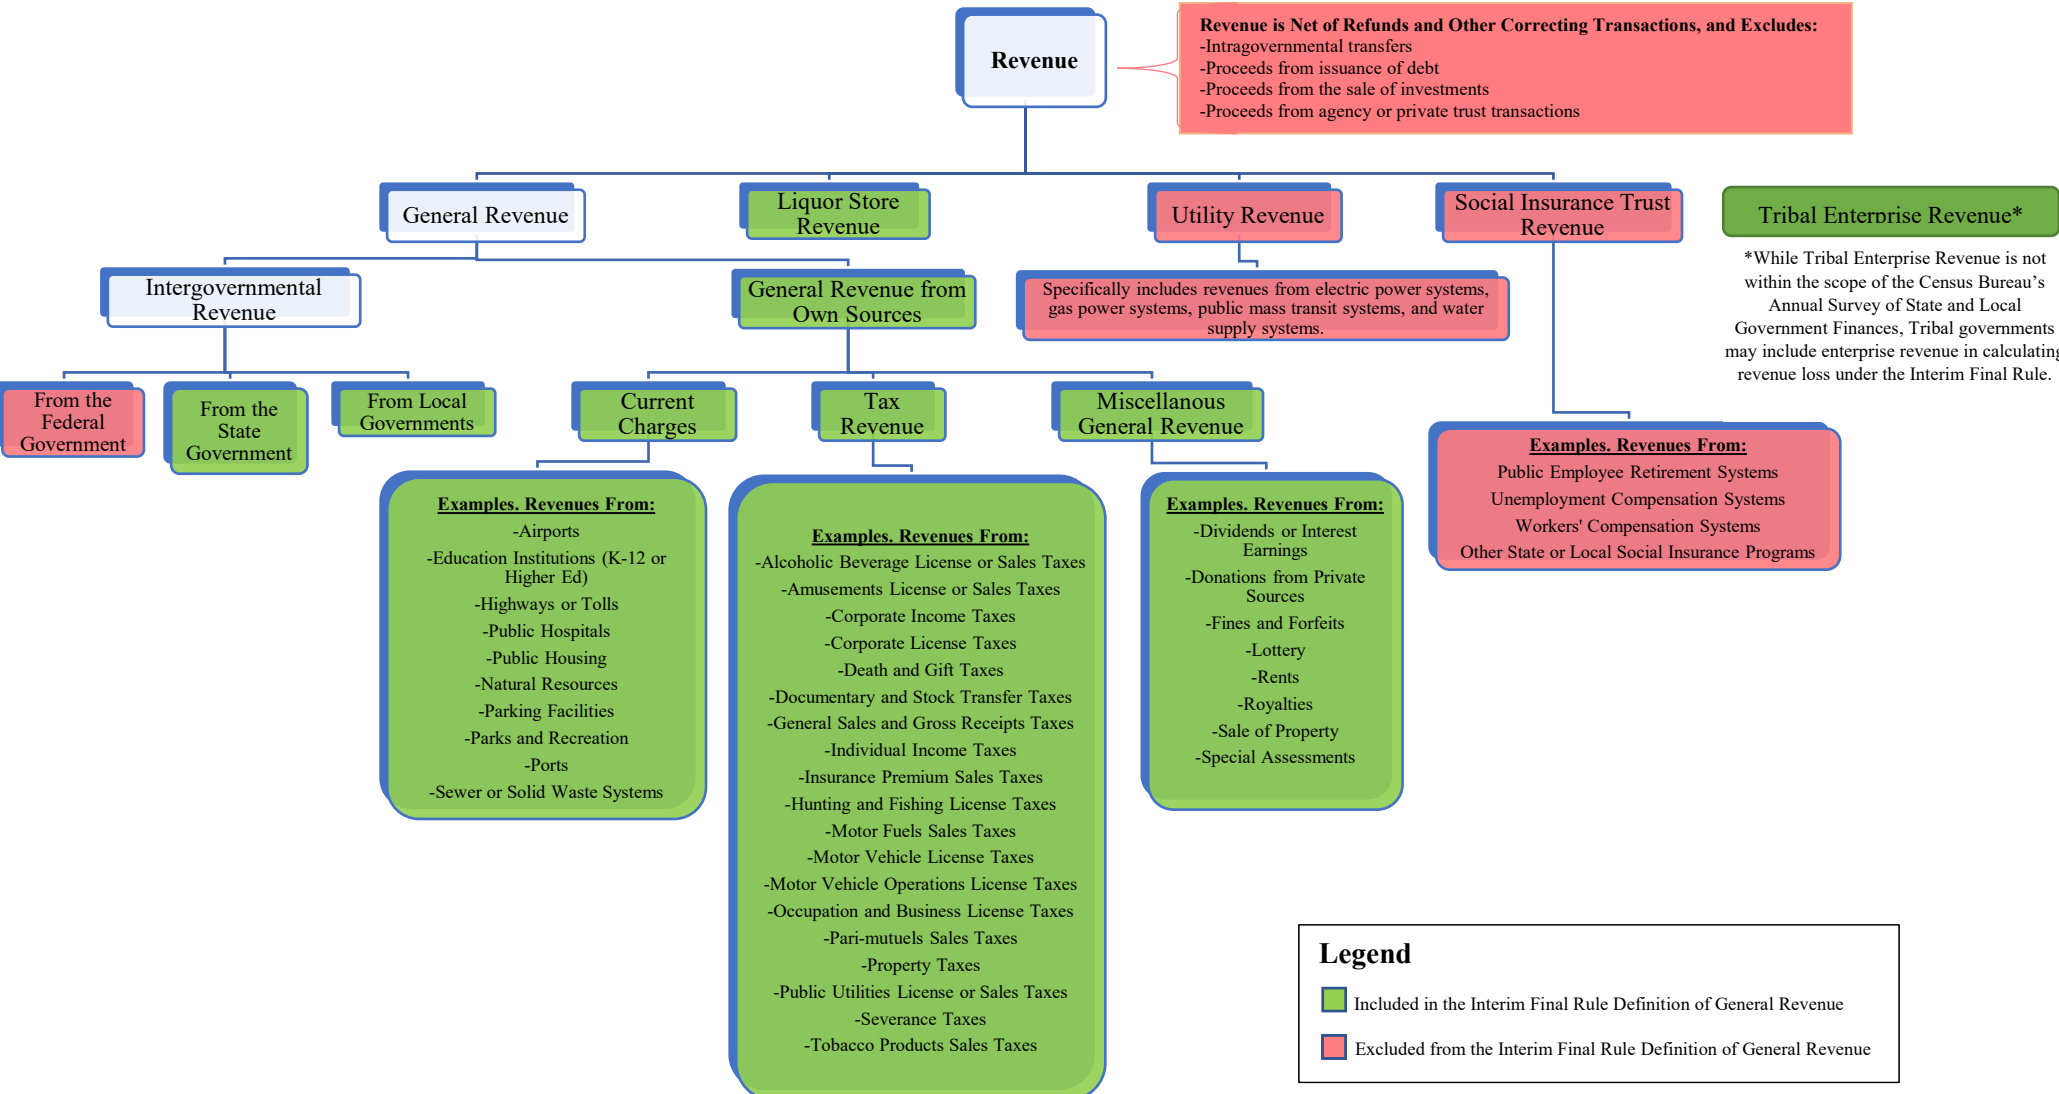 Revenue
Revenue is Net of Refunds and Other Correcting Transactions, and Excludes:
-Intragovernmental transfers
-Proceeds from issuance of debt
-Proceeds from the sale of investments
-Proceeds from agency or private trust transactions
General Revenue
Liquor Store
Revenue
Utility Revenue
Social Insurance Trust
Revenue
Tribal Enterprise Revenue*
*While Tribal Enterprise Revenue is not
within the scope of the Census Bureau's
Annual Survey of State and Local
Government Finances, Tribal governments
may include enterprise revenue in calculating
revenue loss under the Interim Final Rule.
Intergovernmental
Revenue
General Revenue from
Own Sources
Specifically includes revenues from electric power systems,
gas power systems, public mass transit systems, and water
supply systems.
From the
Federal
Government
From the
State
Government
From Local
Governments
Current
Charges
Tax
Revenue
Miscellanous
General Revenue
Examples. Revenues From:
-Airports
-Education Institutions (K-12 or
Higher Ed)
-Highways or Tolls
-Public Hospitals
-Public Housing
-Natural Resources
-Parking Facilities
-Parks and Recreation
-Ports
-Sewer or Solid Waste Systems
Examples. Revenues From:
-Alcoholic Beverage License or Sales Taxes
-Amusements License or Sales Taxes
-Corporate Income Taxes
-Corporate License Taxes
-Death and Gift Taxes
-Documentary and Stock Transfer Taxes
-General Sales and Gross Receipts Taxes
-Individual Income Taxes
-Insurance Premium Sales Taxes
-Hunting and Fishing License Taxes
-Motor Fuels Sales Taxes
-Motor Vehicle License Taxes
-Motor Vehicle Operations License Taxes
-Occupation and Business License Taxes
-Pari-mutuels Sales Taxes
-Property Taxes
-Public Utilities License or Sales Taxes
-Severance Taxes
-Tobacco Products Sales Taxes
Examples. Revenues From:
-Dividends or Interest
Earnings
-Donations from Private
Sources
-Fines and Forfeits
-Lottery
-Rents
-Royalties
-Sale of Property
-Special Assessments
Examples. Revenues From:
Public Employee Retirement Systems
Unemployment Compensation Systems
Workers' Compensation Systems
Other State or Local Social Insurance Programs
Legend
Included in the Interim Final Rule Definition of General Revenue
Excluded from the Interim Final Rule Definition of General Revenue